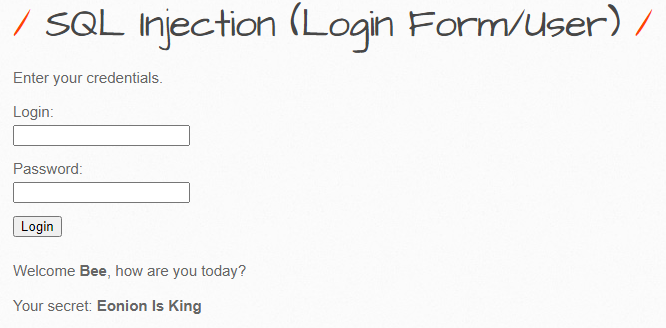 / SQL Injection (Login Form/User) /
Enter your credentials.
Login:
Password:
Login
Welcome Bee, how are you today?
Your secret: Eonion Is King